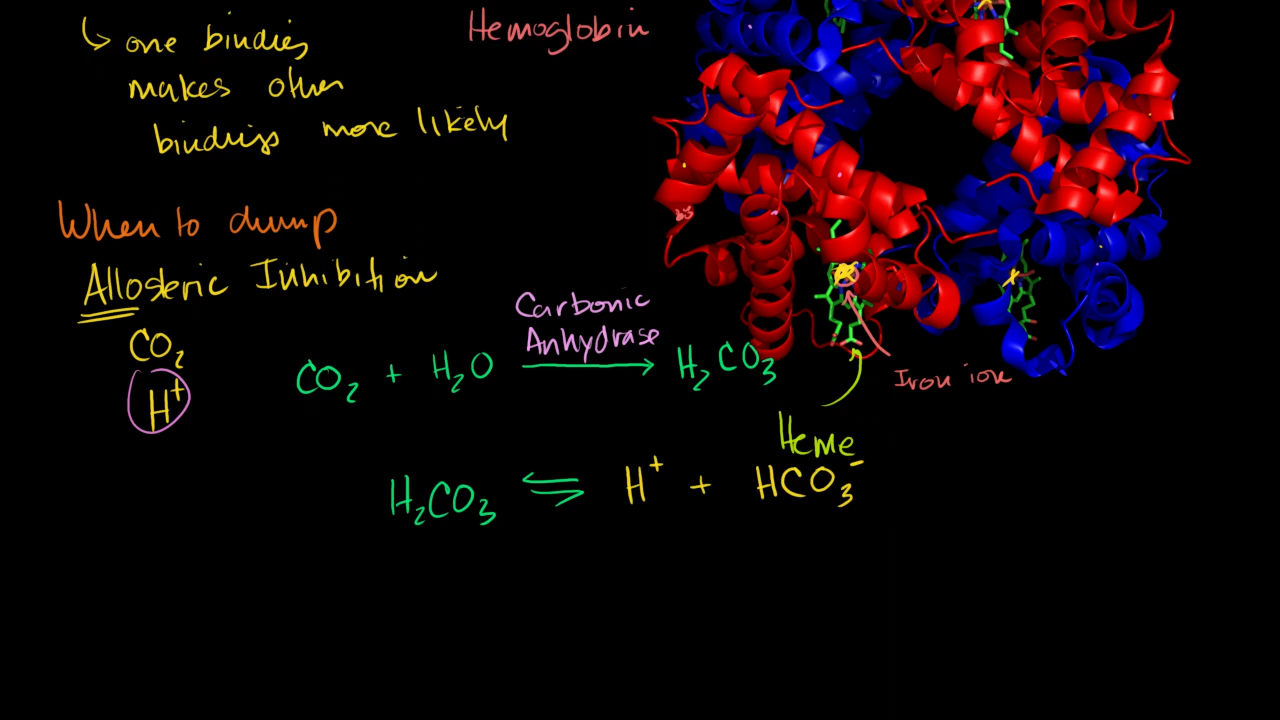 ↳ one binding
makes other
bindings more likely
Hemoglobin
When to dump
Allosteric Inhibition
CO₂
H⁺
Carbonic
Anhydrase
CO₂ + H₂O → H₂CO₃
Iron ion
Heme
H₂CO₃ ⇌ H⁺ + HCO₃⁻